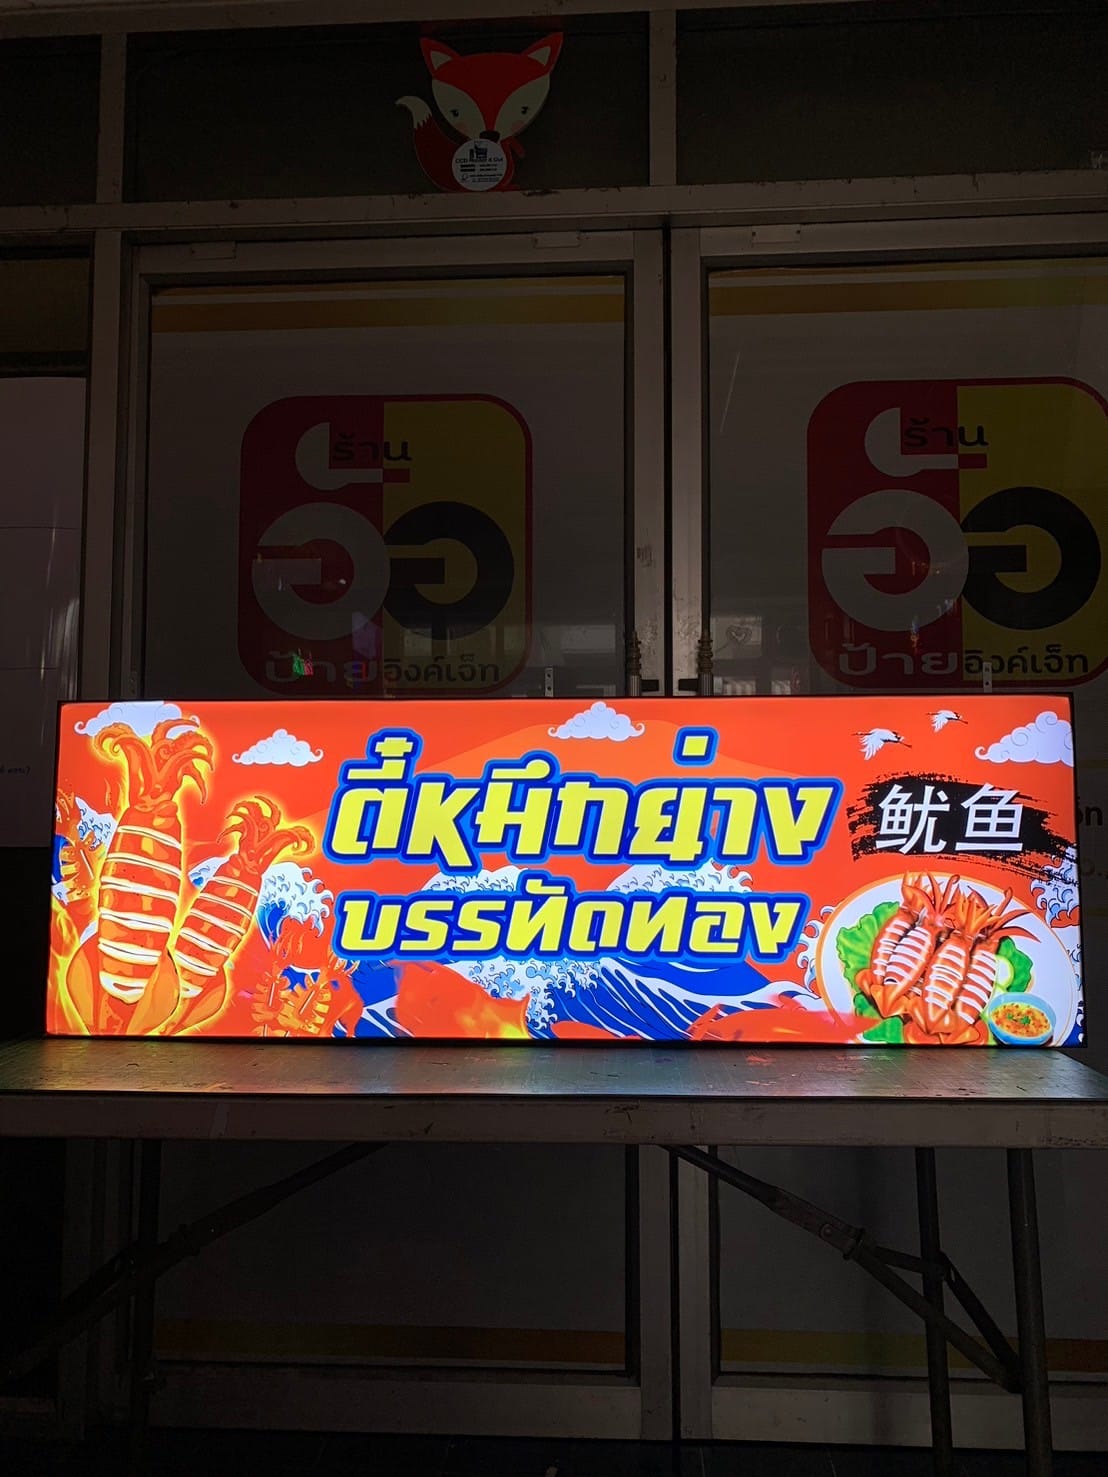 ร้าน
ออ
ป้ายอิงค์เจ็ท
ร้าน
ออ
ป้ายอิงค์เจ็ท
ตี๋หมึกย่าง
บรรทัดทอง
鱿鱼